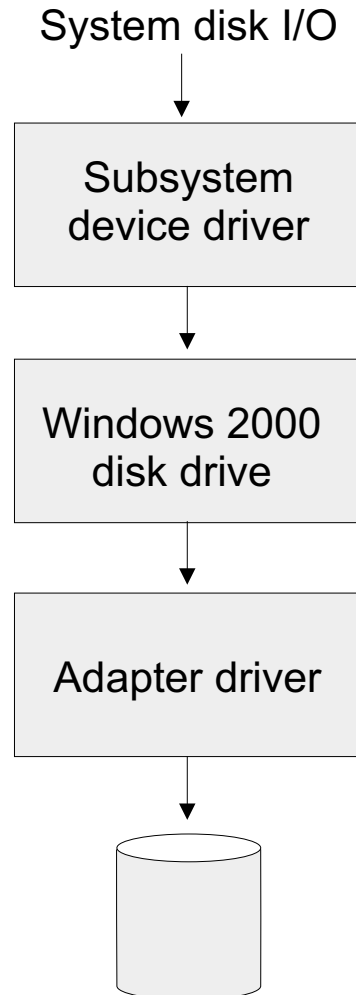 System disk I/O
Subsystem
device driver
Windows 2000
disk drive
Adapter driver